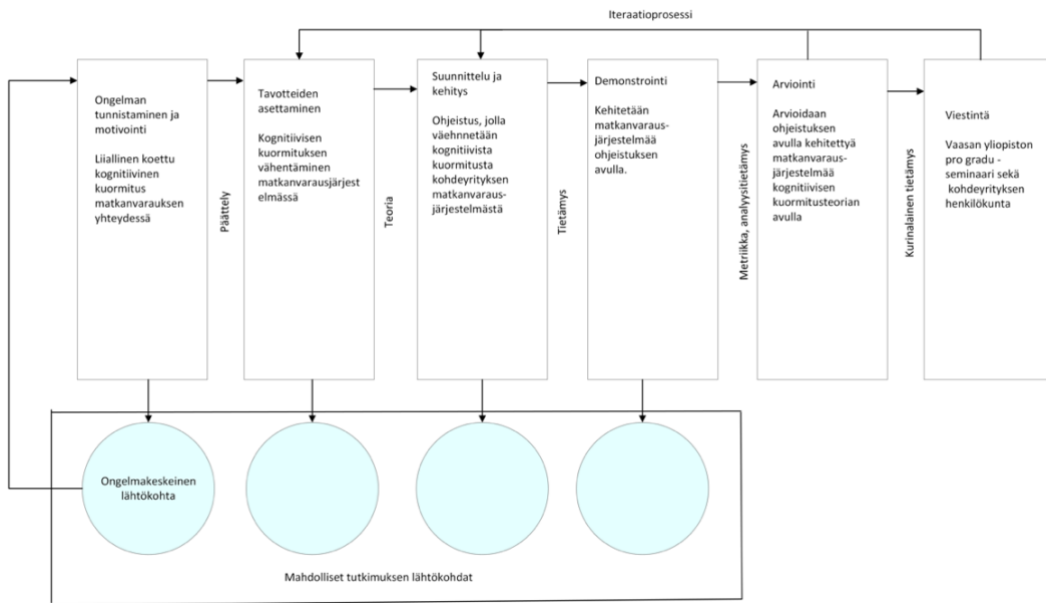 Iteraatioprosessi
Ongelman
tunnistaminen ja
motivointi
Liiallinen koettu
kognitiivinen
kuormitus
matkanvarauksen
yhteydessä
Päättely
Tavotteiden
asettaminen
Kognitiivisen
kuormituksen
vähentäminen
matkanvarausjärjest
elmässä
Teoria
Suunnittelu ja
kehitys
Ohjeistus, jolla
väehnnetään
kognitiivista
kuormitusta
kohdeyrityksen
matkanvaraus-
järjestelmästä
Tietämys
Demonstrointi
Kehitetään
matkanvaraus-
järjestelmää
ohjeistuksen
avulla.
Metriikka, analyysitietämys
Arviointi
Arvioidaan
ohjeistuksen
avulla kehitettyä
matkanvaraus-
järjestelmää
kognitiivisen
kuormitusteorian
avulla
Kurinalainen tietämys
Viestintä
Vaasan yliopiston
pro gradu -
seminaari sekä
kohdeyrityksen
henkilökunta
Ongelmakeskeinen
lähtökohta
Mahdolliset tutkimuksen lähtökohdat